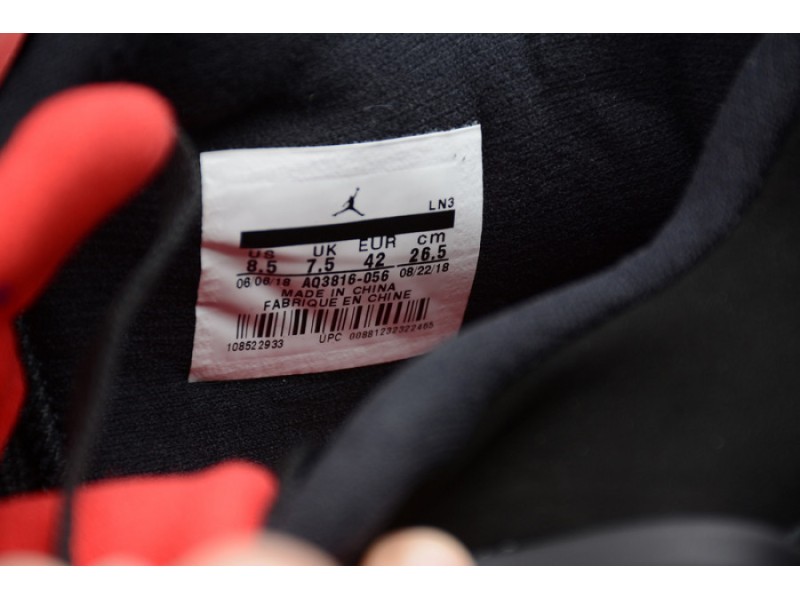 LN3
US UK EUR cm
8.5 7.5 42 26.5
06/06/18 AQ3816-056 08/22/18
MADE IN CHINA
FABRIQUE EN CHINE
108522933 UPC 00881232322465